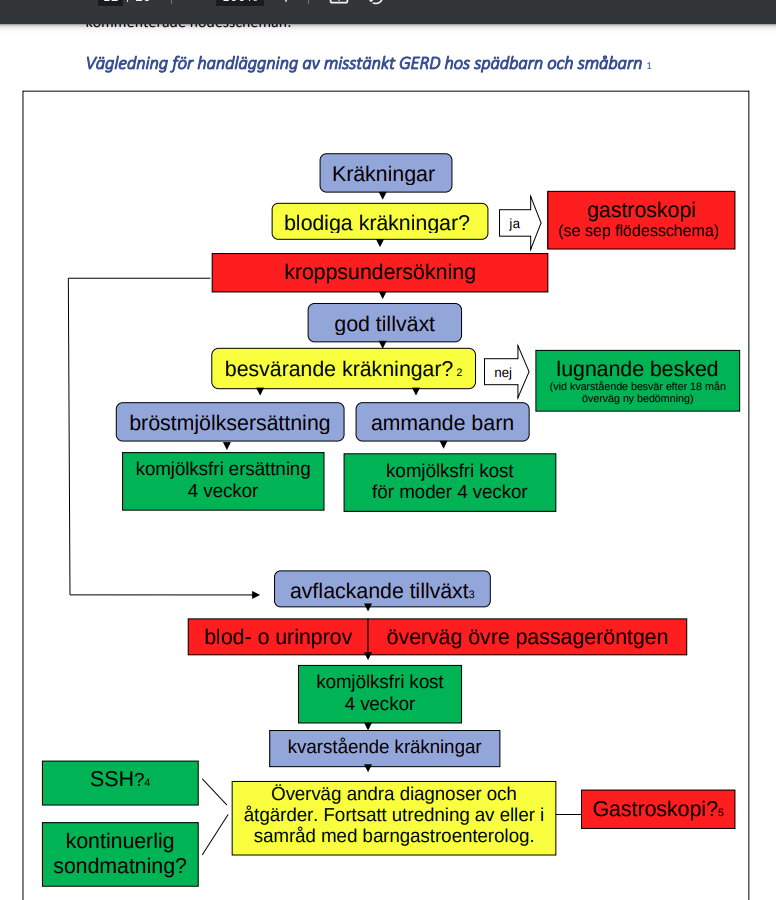 Vägledning för handläggning av misstänkt GERD hos spädbarn och småbarn 1
Kräkningar
blodiga kräkningar?
ja
gastroskopi
(se sep flödesschema)
kroppsundersökning
god tillväxt
besvärande kräkningar? 2
nej
lugnande besked
(vid kvarstående besvär efter 18 mån
överväg ny bedömning)
bröstmjölksersättning
ammande barn
komjölksfri ersättning
4 veckor
komjölksfri kost
för moder 4 veckor
avflackande tillväxt3
blod- o urinprov
överväg övre passageröntgen
komjölksfri kost
4 veckor
kvarstående kräkningar
SSH?4
kontinuerlig
sondmatning?
Överväg andra diagnoser och
åtgärder. Fortsatt utredning av eller i
samråd med barngastroenterolog.
Gastroskopi?5